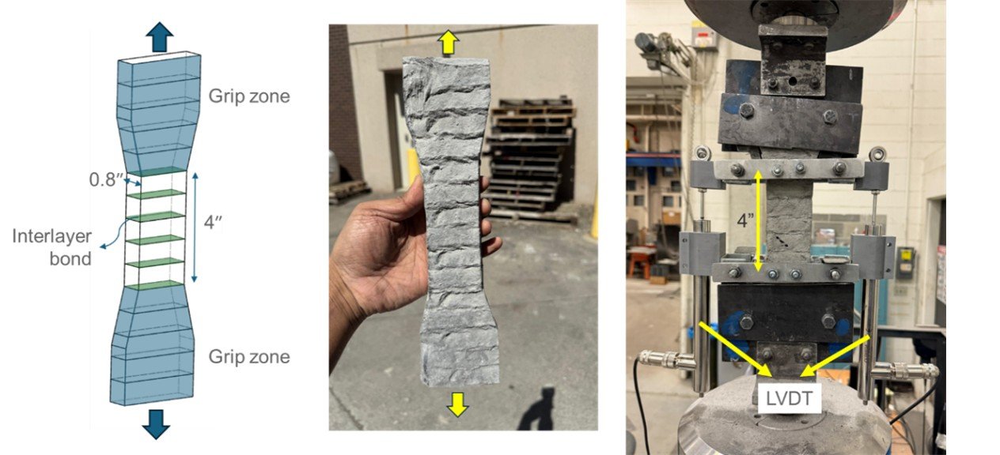 Grip zone
0.8”
4”
Interlayer
bond
Grip zone
4”
LVDT